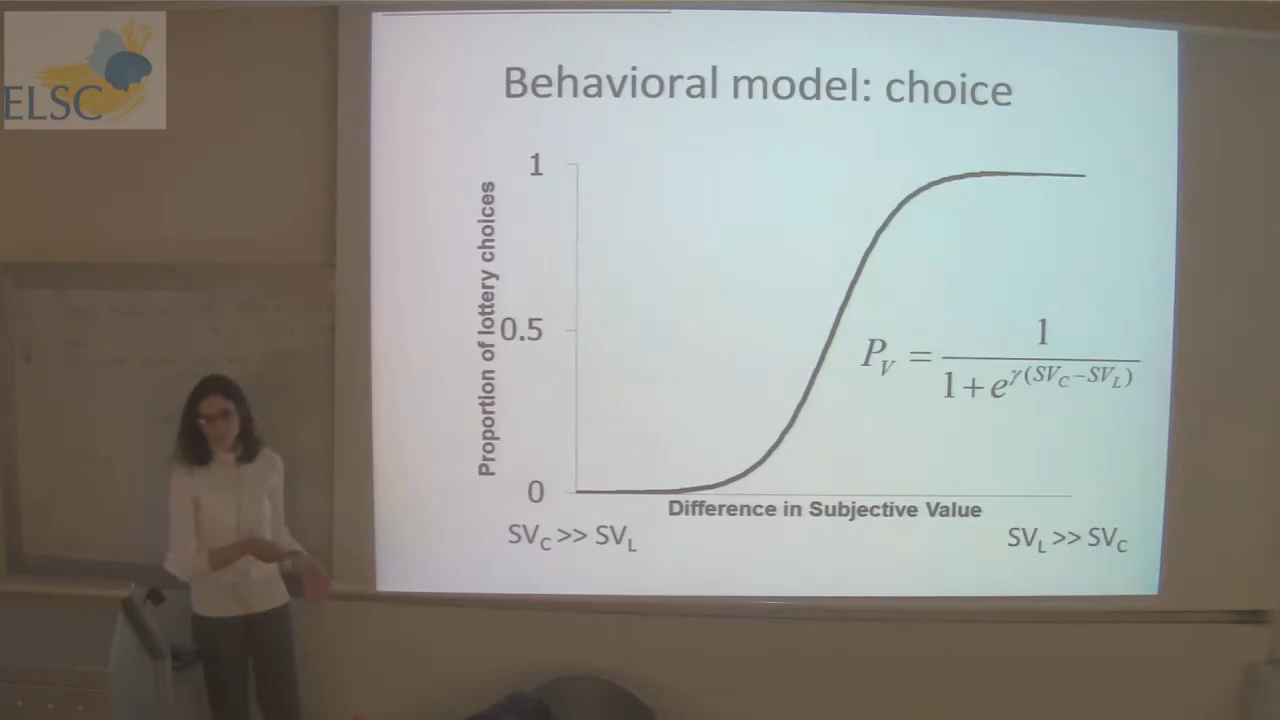 ELSC
Behavioral model: choice
Proportion of lottery choices
1
0.5
0
P_V = 1 / (1 + e^{γ(SV_C − SV_L)})
Difference in Subjective Value
SV_C >> SV_L
SV_L >> SV_C